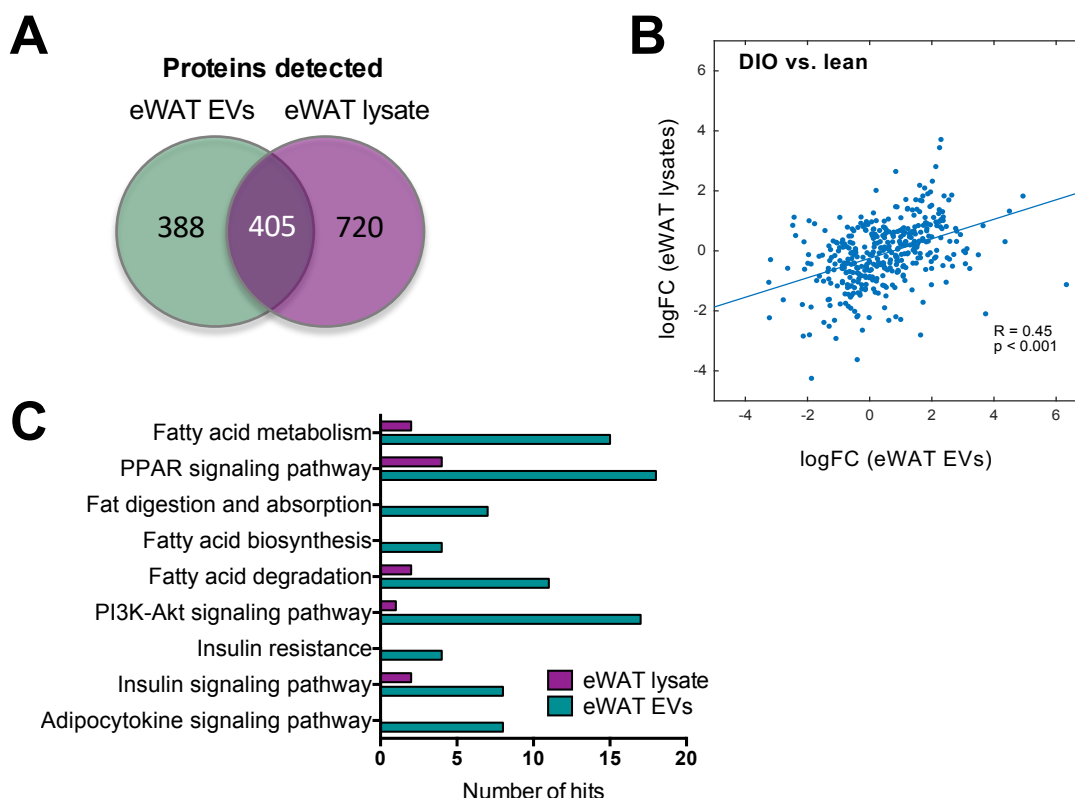 A
Proteins detected
eWAT EVs eWAT lysate
388 405 720
B
DIO vs. lean
6
4
2
0
-2
-4
logFC (eWAT lysates)
R = 0.45
p < 0.001
-4 -2 0 2 4 6
logFC (eWAT EVs)
C
Fatty acid metabolism
PPAR signaling pathway
Fat digestion and absorption
Fatty acid biosynthesis
Fatty acid degradation
PI3K-Akt signaling pathway
Insulin resistance
Insulin signaling pathway
Adipocytokine signaling pathway
eWAT lysate
eWAT EVs
0 5 10 15 20
Number of hits